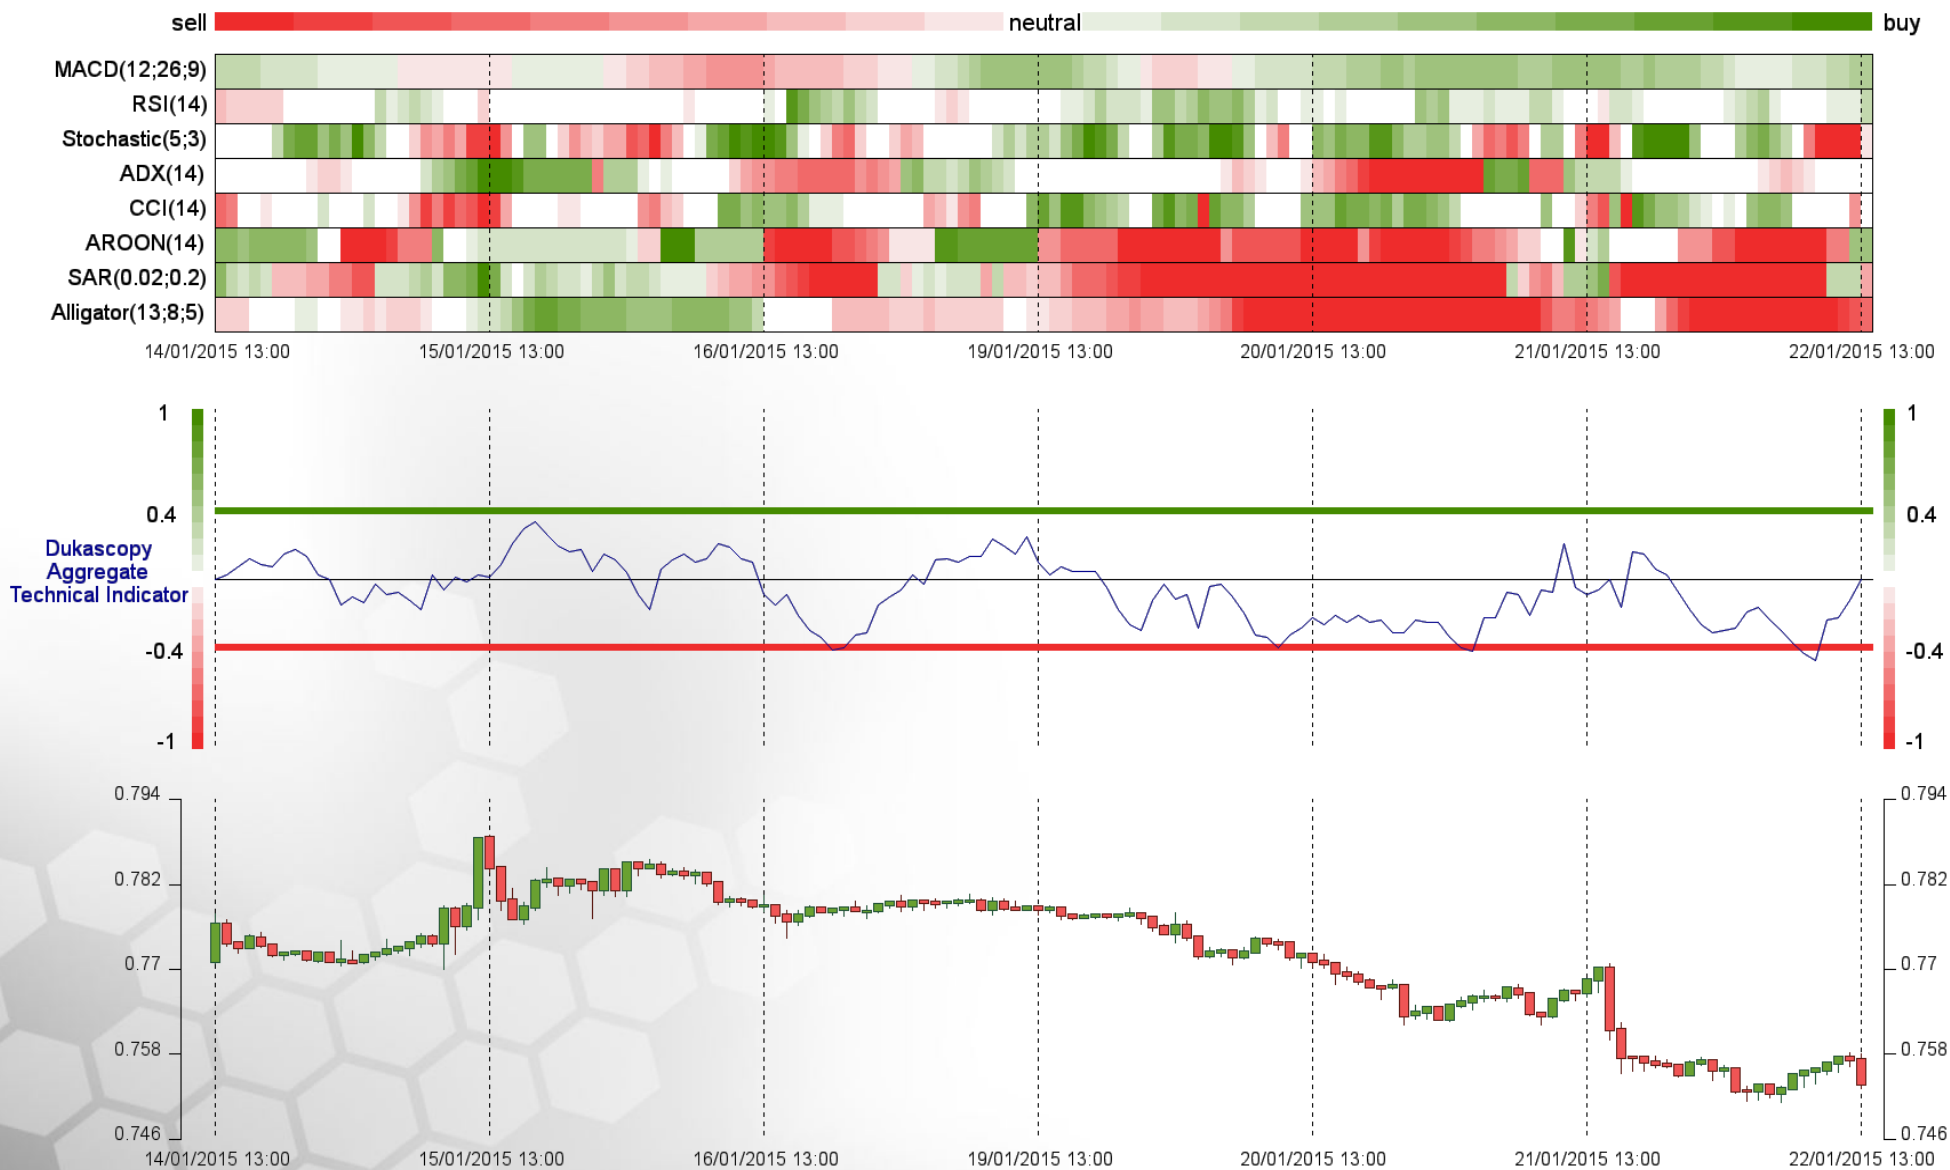 sell neutral buy
MACD(12;26;9)
RSI(14)
Stochastic(5;3)
ADX(14)
CCI(14)
AROON(14)
SAR(0.02;0.2)
Alligator(13;8;5)
14/01/2015 13:00 15/01/2015 13:00 16/01/2015 13:00 19/01/2015 13:00 20/01/2015 13:00 21/01/2015 13:00 22/01/2015 13:00
1 1
0.4 0.4
Dukascopy
Aggregate
Technical Indicator
-0.4 -0.4
-1 -1
0.794 0.794
0.782 0.782
0.77 0.77
0.758 0.758
0.746 0.746
14/01/2015 13:00 15/01/2015 13:00 16/01/2015 13:00 19/01/2015 13:00 20/01/2015 13:00 21/01/2015 13:00 22/01/2015 13:00